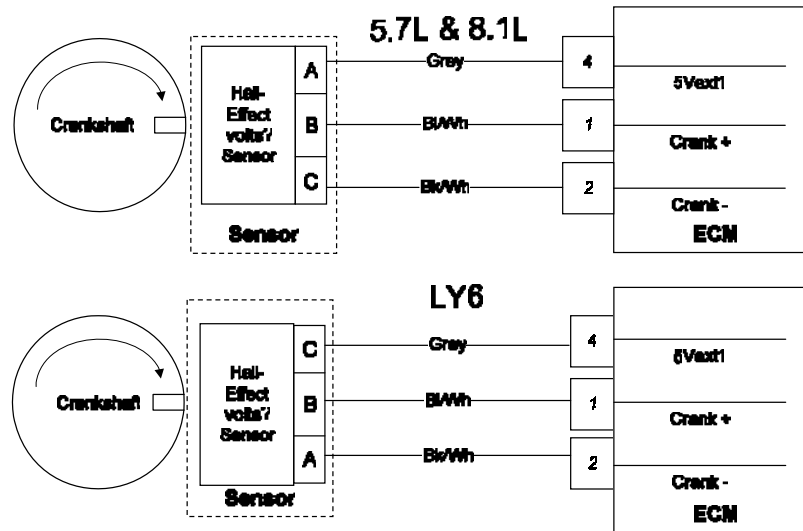 5.7L & 8.1L
Crankshaft
Hall-
Effect
volts?
Sensor
A
B
C
Sensor
Grey
Bl/Wh
Bk/Wh
4
1
2
5Vext1
Crank +
Crank -
ECM
LY6
Crankshaft
Hall-
Effect
volts?
Sensor
C
B
A
Sensor
Grey
Bl/Wh
Bk/Wh
4
1
2
5Vext1
Crank +
Crank -
ECM